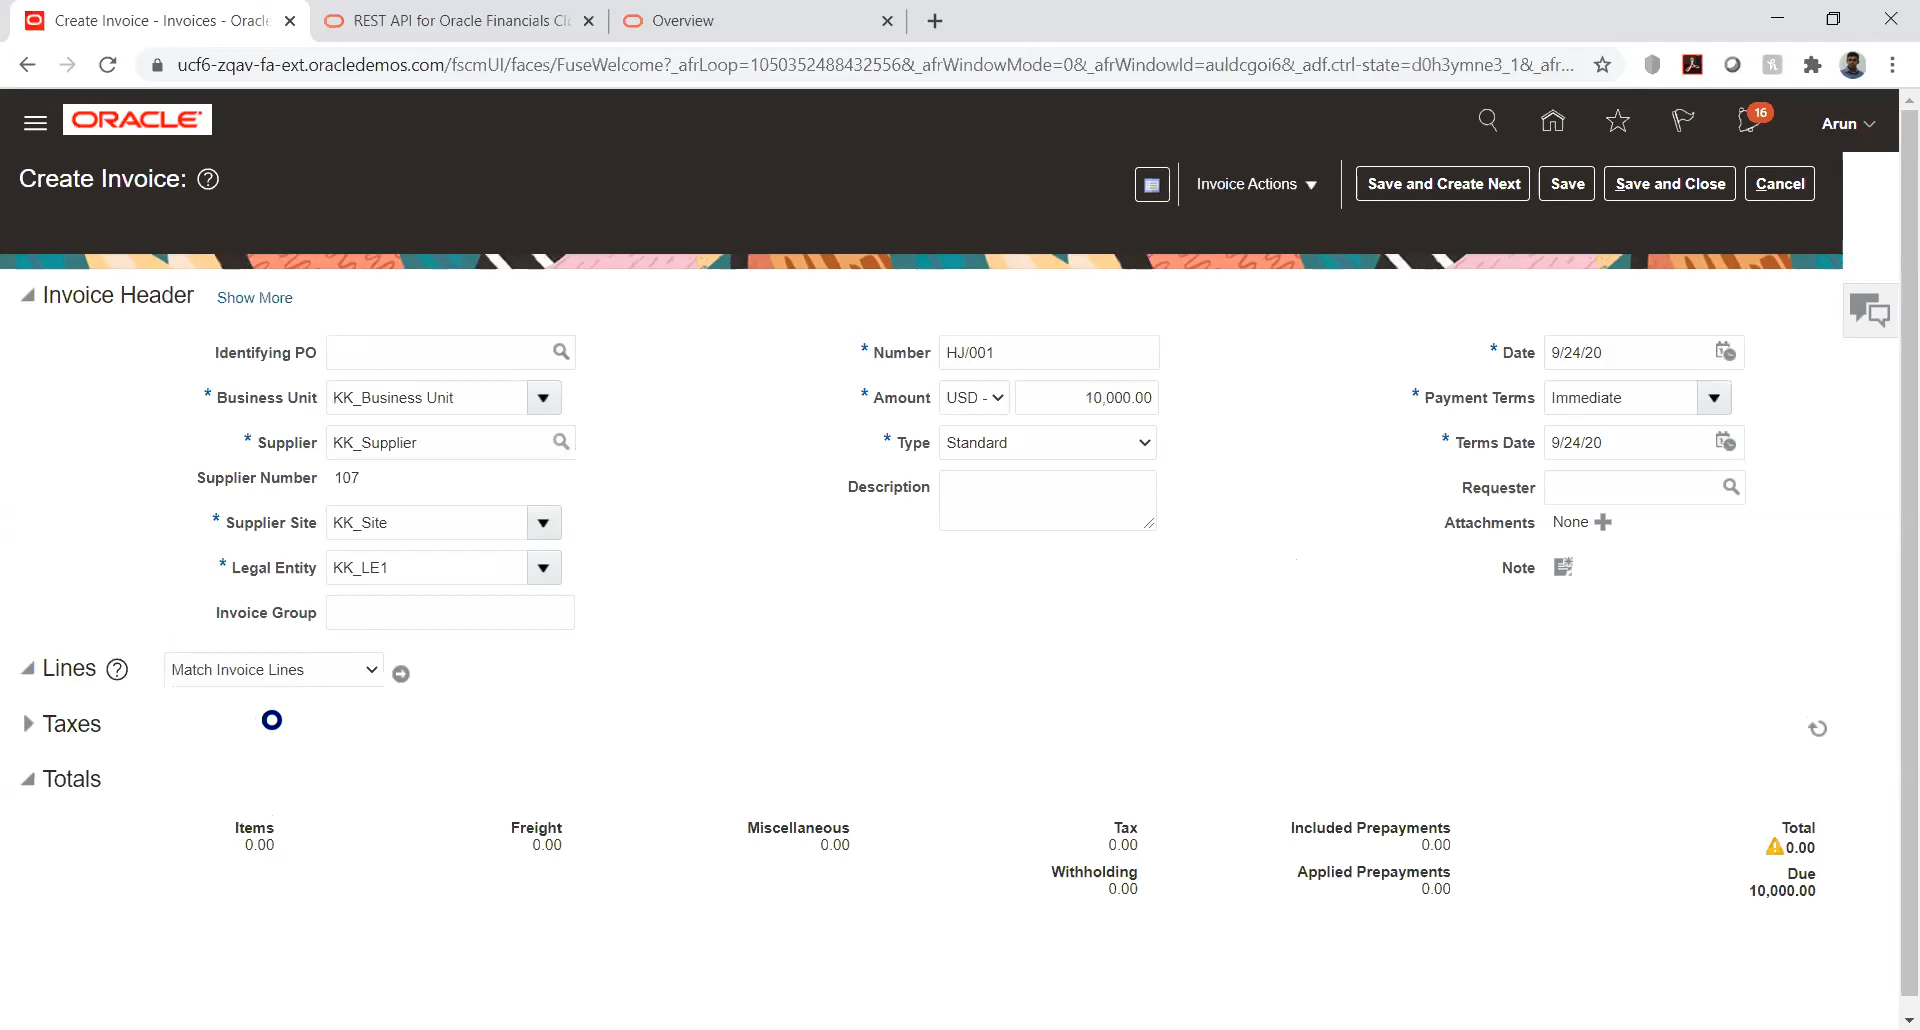 Create Invoice - Invoices - Oracle
REST API for Oracle Financials Clo
Overview
ucf6-zqav-fa-ext.oracledemos.com/fscmUI/faces/FuseWelcome?_afrLoop=10503524884432556&_afrWindowMode=0&_afrWindowId=auldcgoi6&_adf.ctrl-state=d0h3ymne3_1&_afr...
ORACLE
16
Arun
Create Invoice:
Invoice Actions
Save and Create Next
Save
Save and Close
Cancel
Invoice Header
Show More
Identifying PO
* Number HJ/001
* Date 9/24/20
* Business Unit KK_Business Unit
* Amount USD - 10,000.00
* Payment Terms Immediate
* Supplier KK_Supplier
* Type Standard
* Terms Date 9/24/20
Supplier Number 107
Description
Requester
* Supplier Site KK_Site
Attachments None
* Legal Entity KK_LE1
Note
Invoice Group
Lines
Match Invoice Lines
Taxes
Totals
Items Freight Miscellaneous Tax Included Prepayments Total
0.00 0.00 0.00 0.00 0.00 0.00
Withholding Applied Prepayments Due
0.00 0.00 10,000.00